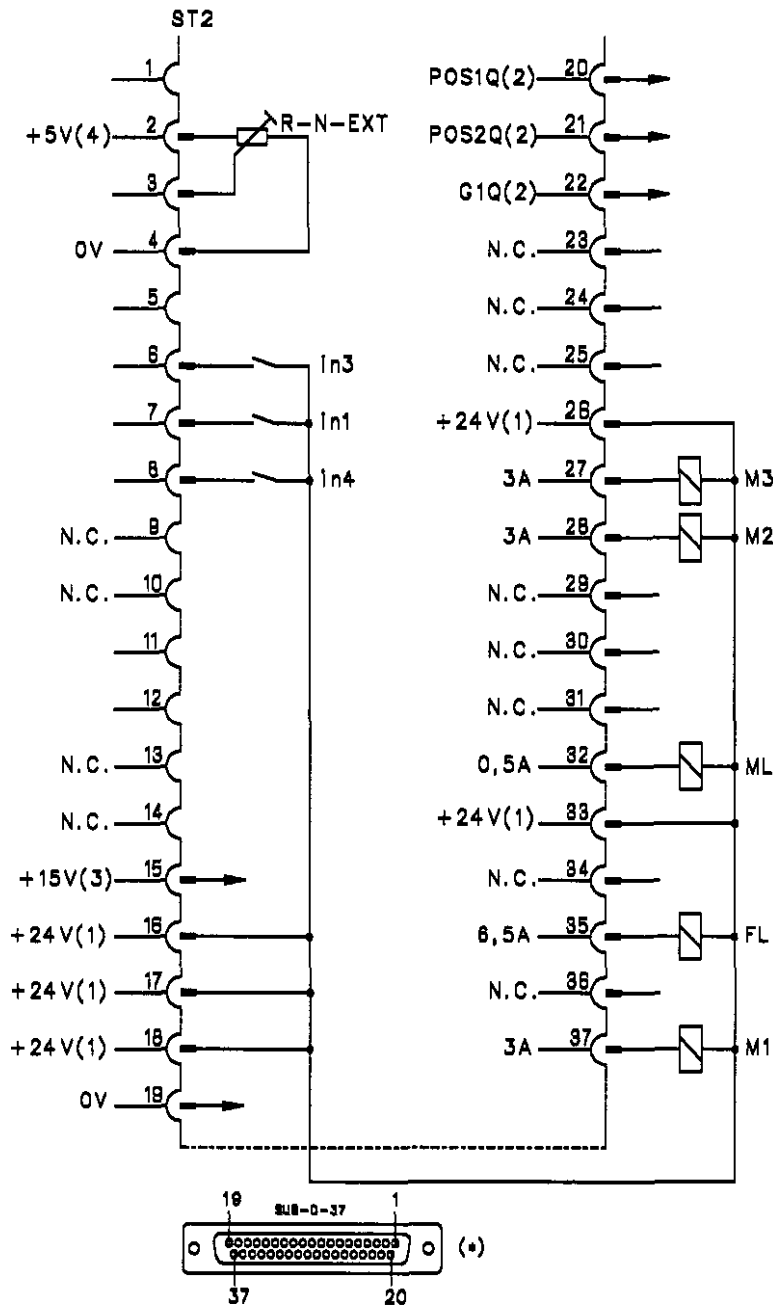 ST2
1
+5V(4) 2 R-N-EXT
3
0V 4
5
6 In3
7 In1
8 In4
N.C. 9
N.C. 10
11
12
N.C. 13
N.C. 14
+15V(3) 15
+24V(1) 16
+24V(1) 17
+24V(1) 18
0V 19
POS1Q(2) 20
POS2Q(2) 21
G1Q(2) 22
N.C. 23
N.C. 24
N.C. 25
+24V(1) 26
3A 27 M3
3A 28 M2
N.C. 29
N.C. 30
N.C. 31
0,5A 32 ML
+24V(1) 33
N.C. 34
6,5A 35 FL
N.C. 36
3A 37 M1
19 SUB-D-37 1
(*)
37 20